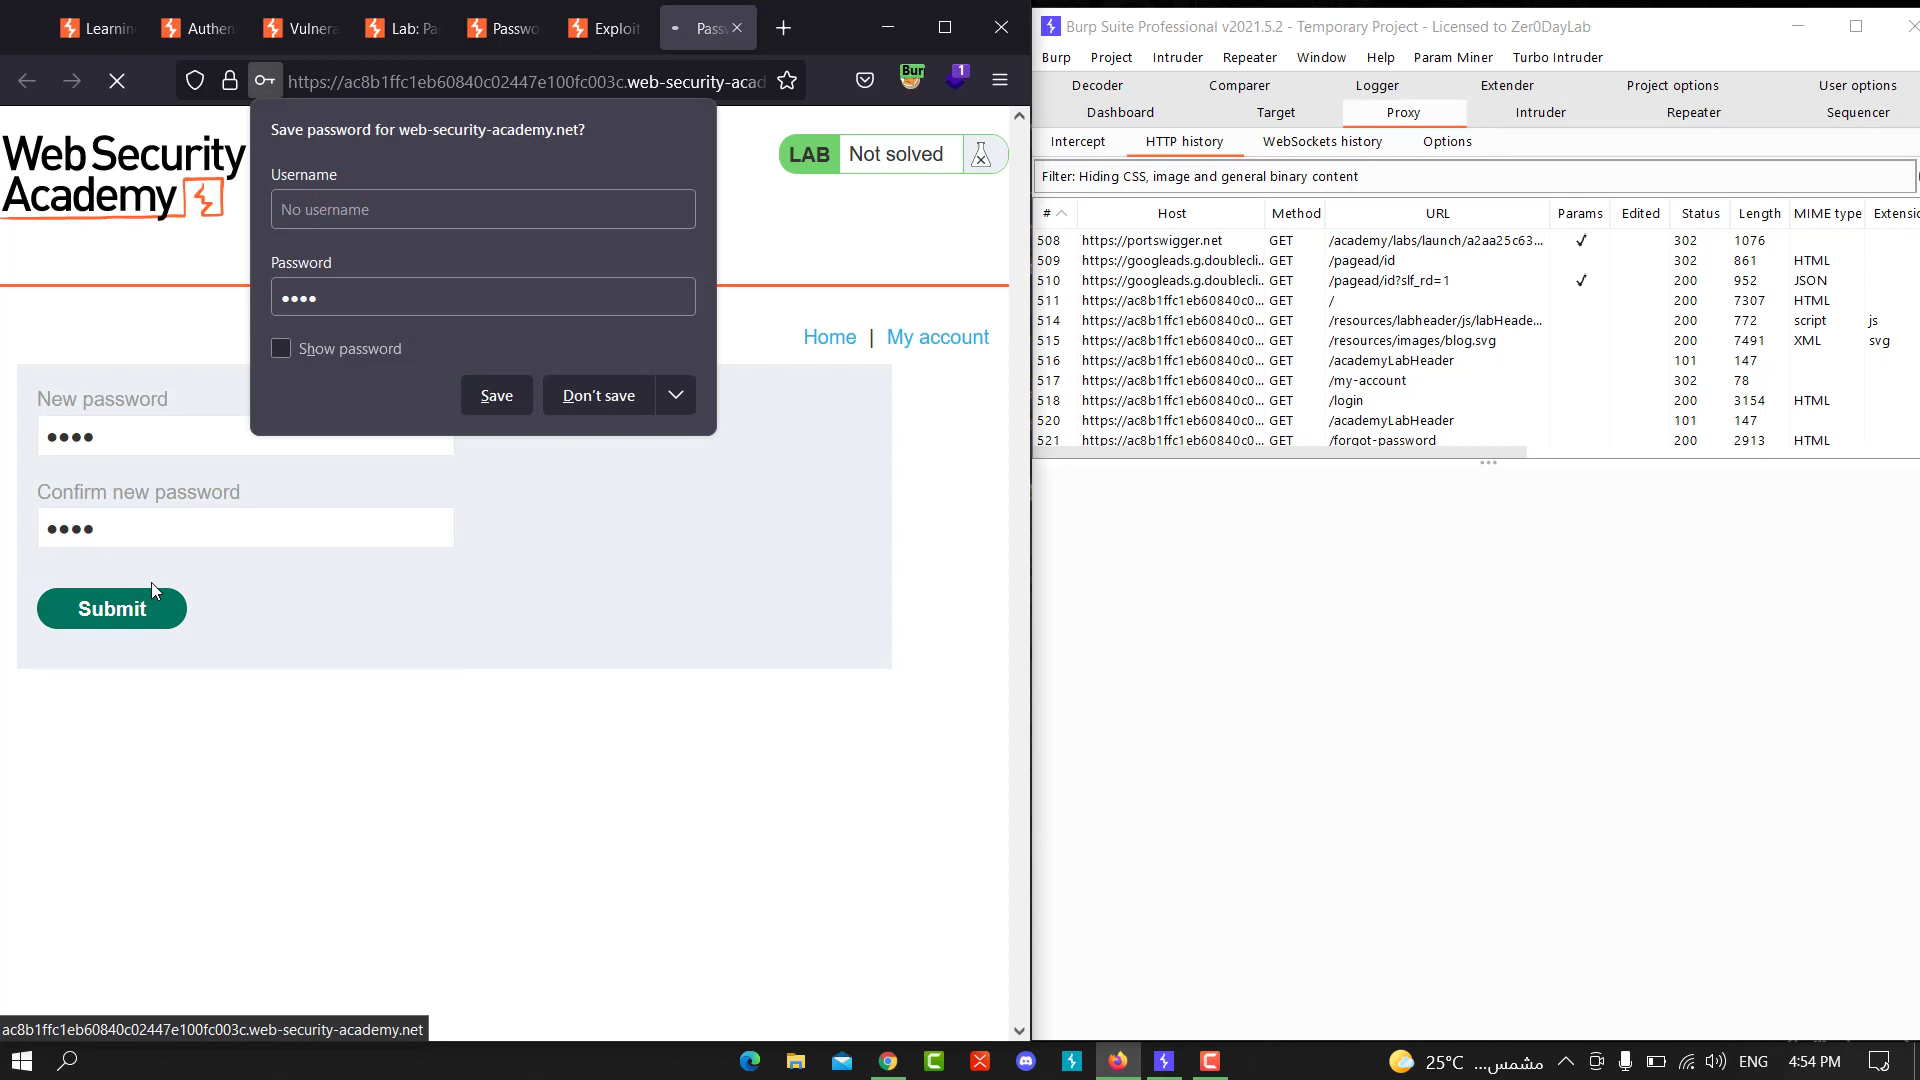 Learnin
Authen
Vulnera
Lab: Pa
Passwo
Exploit
Pass
https://ac8b1ffc1eb60840c02447e100fc003c.web-security-acad
Bur
1
Save password for web-security-academy.net?
Username
No username
Password
••••
Show password
Save
Don't save
Web Security
Academy
LAB
Not solved
Home | My account
New password
••••
Confirm new password
••••
Submit
ac8b1ffc1eb60840c02447e100fc003c.web-security-academy.net
Burp Suite Professional v2021.5.2 - Temporary Project - Licensed to Zer0DayLab
Burp Project Intruder Repeater Window Help Param Miner Turbo Intruder
Decoder Comparer Logger Extender Project options User options
Dashboard Target Proxy Intruder Repeater Sequencer
Intercept HTTP history WebSockets history Options
Filter: Hiding CSS, image and general binary content
# Host Method URL Params Edited Status Length MIME type Extensio
508 https://portswigger.net GET /academy/labs/launch/a2aa25c63... ✓ 302 1076
509 https://googleads.g.doublecli... GET /pagead/id 302 861 HTML
510 https://googleads.g.doublecli... GET /pagead/id?slf_rd=1 ✓ 200 952 JSON
511 https://ac8b1ffc1eb60840c0... GET / 200 7307 HTML
514 https://ac8b1ffc1eb60840c0... GET /resources/labheader/js/labHeade... 200 772 script js
515 https://ac8b1ffc1eb60840c0... GET /resources/images/blog.svg 200 7491 XML svg
516 https://ac8b1ffc1eb60840c0... GET /academyLabHeader 101 147
517 https://ac8b1ffc1eb60840c0... GET /my-account 302 78
518 https://ac8b1ffc1eb60840c0... GET /login 200 3154 HTML
520 https://ac8b1ffc1eb60840c0... GET /academyLabHeader 101 147
521 https://ac8b1ffc1eb60840c0... GET /forgot-password 200 2913 HTML
25°C مشمس... ENG 4:54 PM